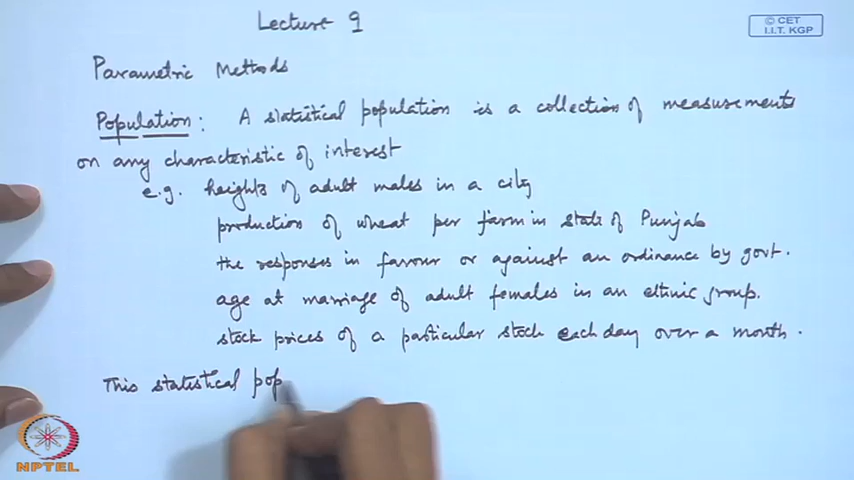 Lecture 9
© CET
I.I.T. KGP
Parametric Methods
Population: A statistical population is a collection of measurements
on any characteristic of interest
e.g. heights of adult males in a city
production of wheat per farm in state of Punjab
the responses in favour or against an ordinance by govt.
age at marriage of adult females in an ethnic group.
stock prices of a particular stock each day over a month.
This statistical pop
NPTEL